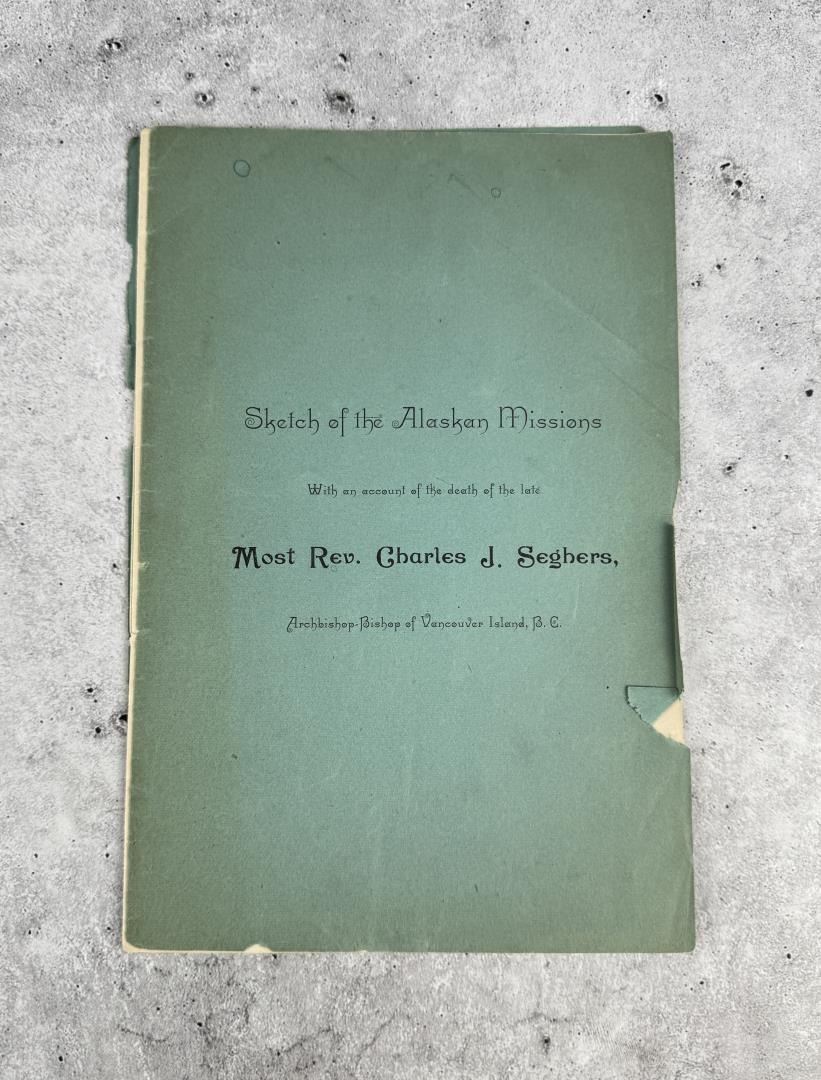 Sketch of the Alaskan Missions
With an account of the death of the late
Most Rev. Charles J. Seghers,
Archbishop-Bishop of Vancouver Island, B. C.